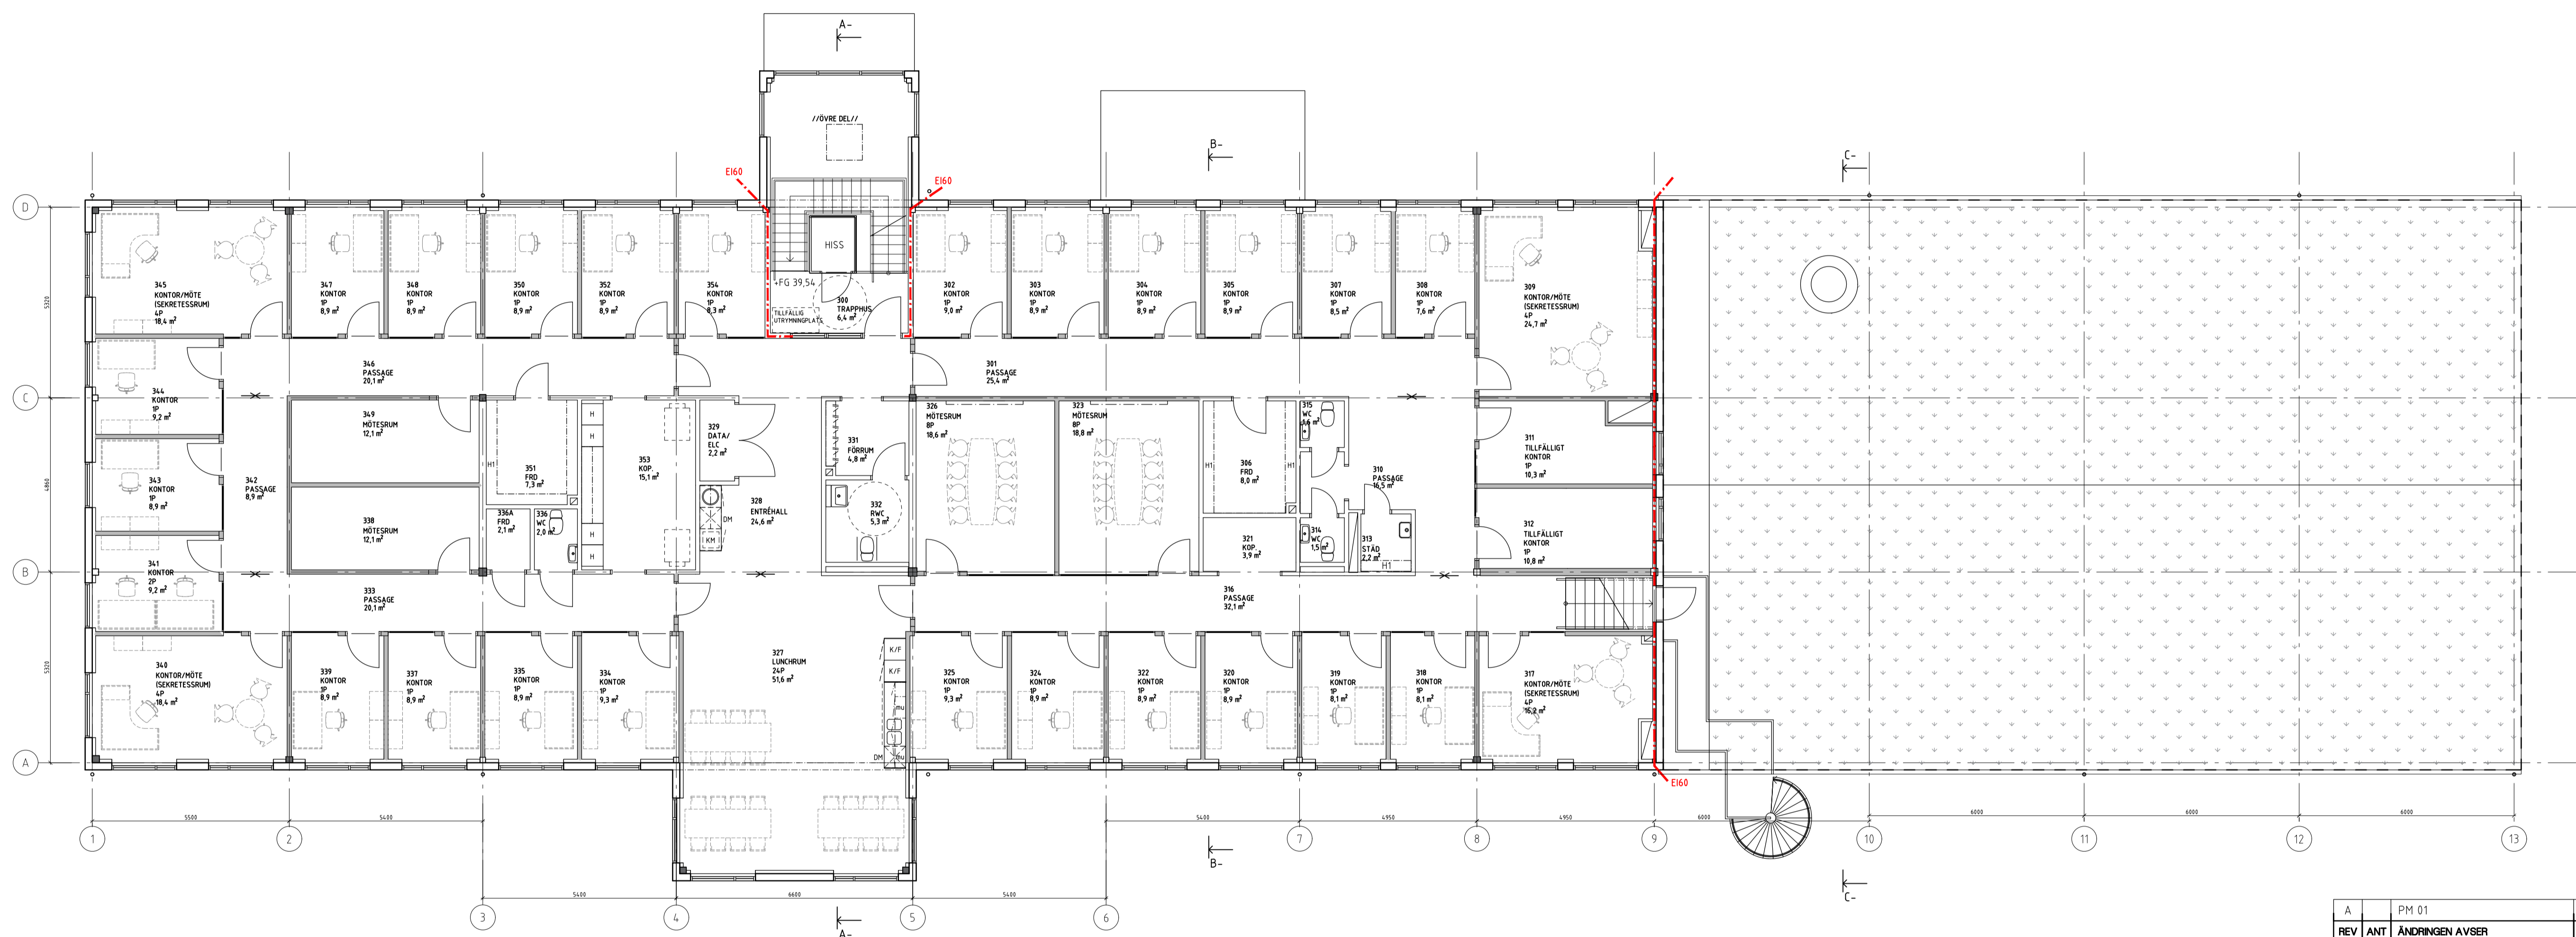 A-
//ÖVRE DEL//
B-
C-
EI60
EI60
D
HISS
+FG 39,54
TILLFÄLLIG
UTRYMNINGPLATS
300
TRAPPHUS
6,4 m²
345
KONTOR/MÖTE
(SEKRETESSRUM)
4P
18,4 m²
347
KONTOR
1P
8,9 m²
348
KONTOR
1P
8,9 m²
350
KONTOR
1P
8,9 m²
352
KONTOR
1P
8,9 m²
354
KONTOR
1P
8,3 m²
302
KONTOR
1P
9,0 m²
303
KONTOR
1P
8,9 m²
304
KONTOR
1P
8,9 m²
305
KONTOR
1P
8,9 m²
307
KONTOR
1P
8,5 m²
308
KONTOR
1P
7,6 m²
309
KONTOR/MÖTE
(SEKRETESSRUM)
4P
24,7 m²
5320
346
PASSAGE
20,1 m²
301
PASSAGE
25,4 m²
C
344
KONTOR
1P
9,2 m²
349
MÖTESRUM
12,1 m²
H
H
H
H
H1
351
FRD
7,3 m²
353
KOP.
15,1 m²
329
DATA/
ELC
2,2 m²
331
FÖRRUM
4,8 m²
326
MÖTESRUM
8P
18,6 m²
323
MÖTESRUM
8P
18,8 m²
H1
306
FRD
8,0 m²
H1
315
WC
1,6 m²
310
PASSAGE
16,5 m²
311
TILLFÄLLIGT
KONTOR
1P
10,3 m²
4860
343
KONTOR
1P
8,9 m²
342
PASSAGE
8,9 m²
338
MÖTESRUM
12,1 m²
336A
FRD
2,1 m²
336
WC
2,0 m²
DM
KM
328
ENTRÉHALL
24,6 m²
332
RWC
5,3 m²
321
KOP.
3,9 m²
314
WC
1,5 m²
313
STÄD
2,2 m²
H1
312
TILLFÄLLIGT
KONTOR
1P
10,8 m²
B
341
KONTOR
2P
9,2 m²
333
PASSAGE
20,1 m²
316
PASSAGE
32,1 m²
5320
340
KONTOR/MÖTE
(SEKRETESSRUM)
4P
18,4 m²
339
KONTOR
1P
8,9 m²
337
KONTOR
1P
8,9 m²
335
KONTOR
1P
8,9 m²
334
KONTOR
1P
9,3 m²
327
LUNCHRUM
24P
51,6 m²
K/F
K/F
mu
DM
mu
325
KONTOR
1P
9,3 m²
324
KONTOR
1P
8,9 m²
322
KONTOR
1P
8,9 m²
320
KONTOR
1P
8,9 m²
319
KONTOR
1P
8,1 m²
318
KONTOR
1P
8,1 m²
317
KONTOR/MÖTE
(SEKRETESSRUM)
4P
15,2 m²
A
EI60
5500
5400
5400
4950
4950
6000
6000
6000
6000
1
2
7
8
9
10
11
12
13
B-
5400
6600
5400
C-
3
4
5
6
A-
A PM 01
REV ANT ÄNDRINGEN AVSER